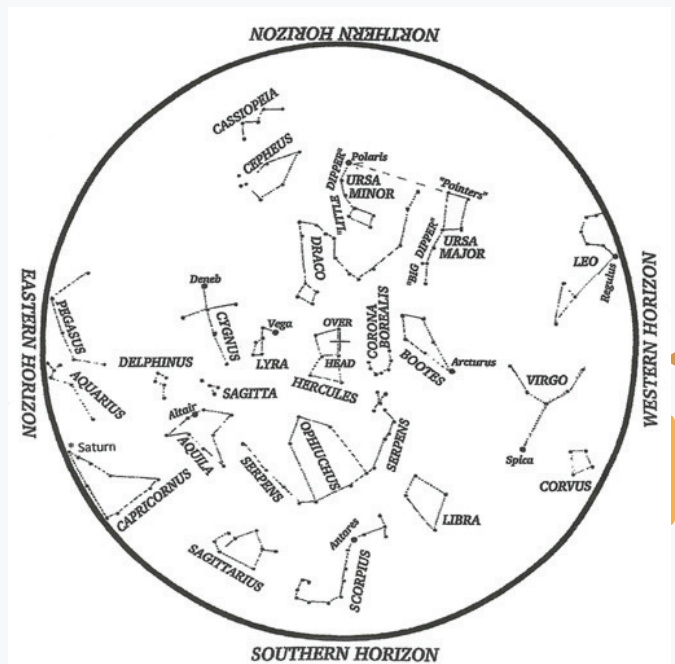 NORTHERN HORIZON
CASSIOPEIA
CEPHEUS
Polaris
"LITTLE DIPPER"
URSA
MINOR
"Pointers"
"BIG DIPPER"
URSA
MAJOR
DRACO
LEO
Regulus
EASTERN HORIZON
WESTERN HORIZON
PEGASUS
Deneb
CYGNUS
Vega
LYRA
OVER
HEAD
HERCULES
CORONA
BOREALIS
BOOTES
Arcturus
VIRGO
Spica
CORVUS
AQUARIUS
DELPHINUS
SAGITTA
Altair
AQUILA
* Saturn
CAPRICORNUS
SERPENS
OPHIUCHUS
SERPENS
LIBRA
SAGITTARIUS
Antares
SCORPIUS
SOUTHERN HORIZON